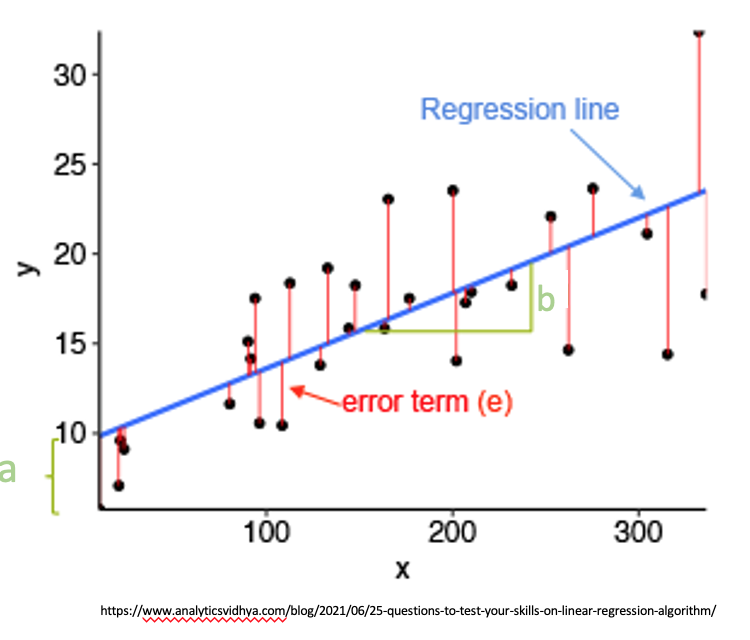 30
Regression line
25
20
y
b
15
error term (e)
10
a
100 200 300
x
https://www.analyticsvidhya.com/blog/2021/06/25-questions-to-test-your-skills-on-linear-regression-algorithm/